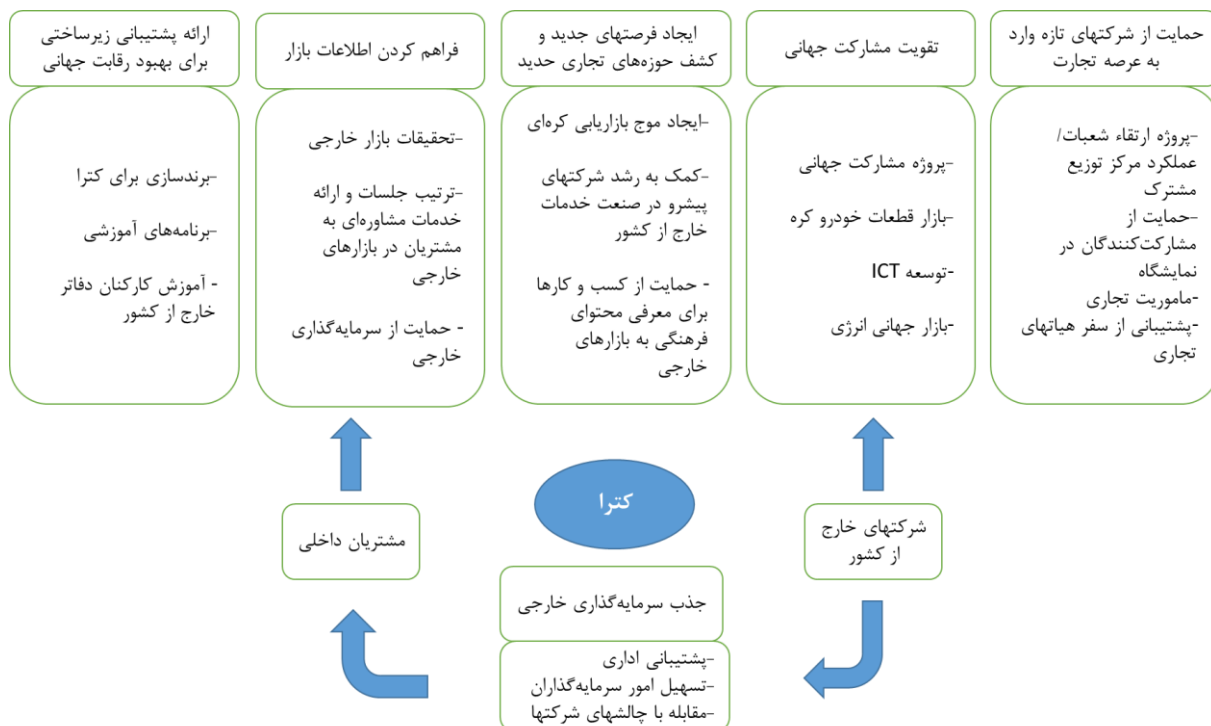 حمایت از شرکتهای تازه وارد
به عرصه تجارت
-پروژه ارتقاء شعبات/
عملکرد مرکز توزیع
مشترک
-حمایت از
مشارکت‌کنندگان در
نمایشگاه
-ماموریت تجاری
-پشتیبانی از سفر هیاتهای
تجاری
تقویت مشارکت جهانی
-پروژه مشارکت جهانی
-بازار قطعات خودرو کره
-توسعه ICT
-بازار جهانی انرژی
ایجاد فرصتهای جدید و
کشف حوزه‌های تجاری حدید
-ایجاد موج بازاریابی کره‌ای
-کمک به رشد شرکتهای
پیشرو در صنعت خدمات
خارج از کشور
- حمایت از کسب و کارها
برای معرفی محتوای
فرهنگی به بازارهای
خارجی
فراهم کردن اطلاعات بازار
-تحقیقات بازار خارجی
-ترتیب جلسات و ارائه
خدمات مشاوره‌ای به
مشتریان در بازارهای
خارجی
- حمایت از سرمایه‌گذاری
خارجی
ارائه پشتیبانی زیرساختی
برای بهبود رقابت جهانی
-برندسازی برای کترا
-برنامه‌های آموزشی
- آموزش کارکنان دفاتر
خارج از کشور
شرکتهای خارج
از کشور
کترا
مشتریان داخلی
جذب سرمایه‌گذاری خارجی
-پشتیبانی اداری
-تسهیل امور سرمایه‌گذاران
-مقابله با چالشهای شرکتها